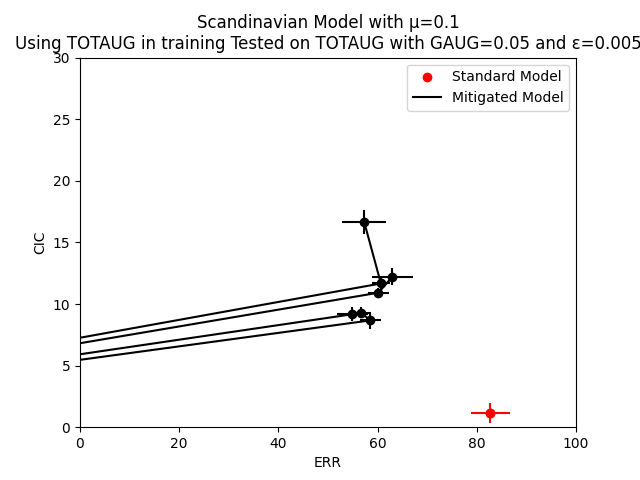 Scandinavian Model with μ=0.1
Using TOTAUG in training Tested on TOTAUG with GAUG=0.05 and ε=0.005
Standard Model
Mitigated Model
CIC
30
25
20
15
10
5
0
0 20 40 60 80 100
ERR